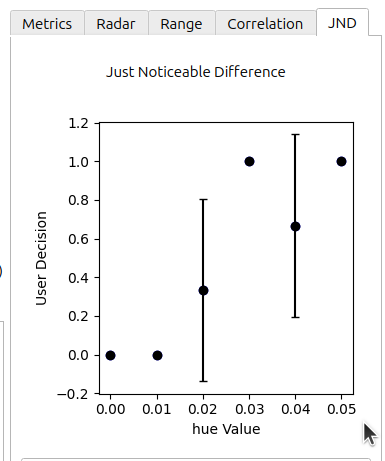 Metrics Radar Range Correlation JND
Just Noticeable Difference
1.2
1.0
0.8
0.6
0.4
0.2
0.0
−0.2
User Decision
0.00 0.01 0.02 0.03 0.04 0.05
hue Value